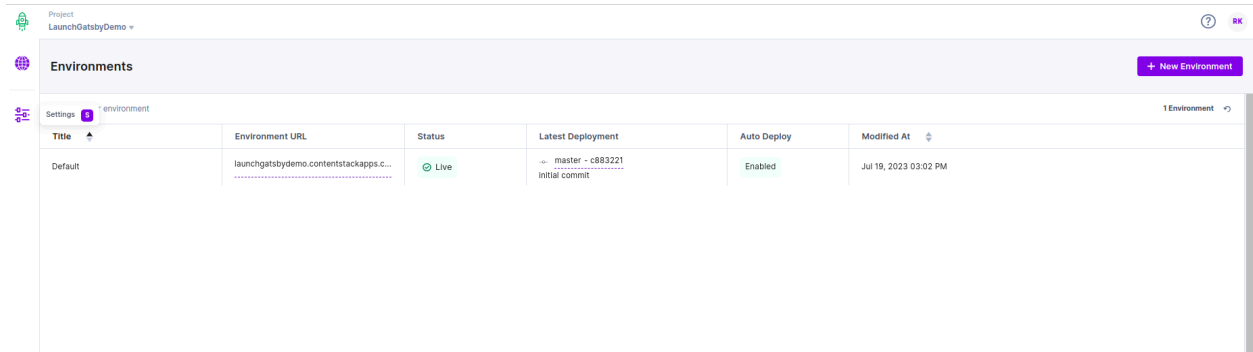 Project
LaunchGatsbyDemo
RK
Environments
+ New Environment
Settings S
environment
1 Environment
Title
Environment URL
Status
Latest Deployment
Auto Deploy
Modified At
Default
launchgatsbydemo.contentstackapps.c...
Live
master - c883221
Initial commit
Enabled
Jul 19, 2023 03:02 PM